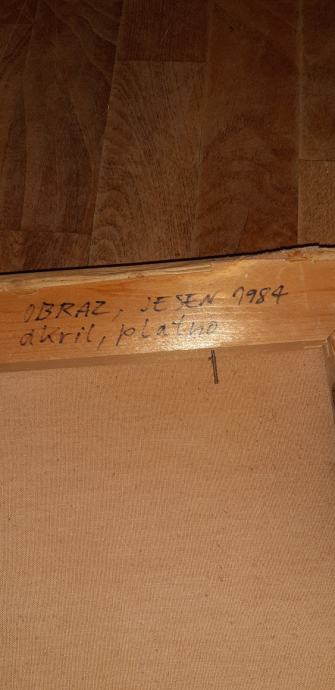 OBRAZ, JESEN 1984
akril, platno